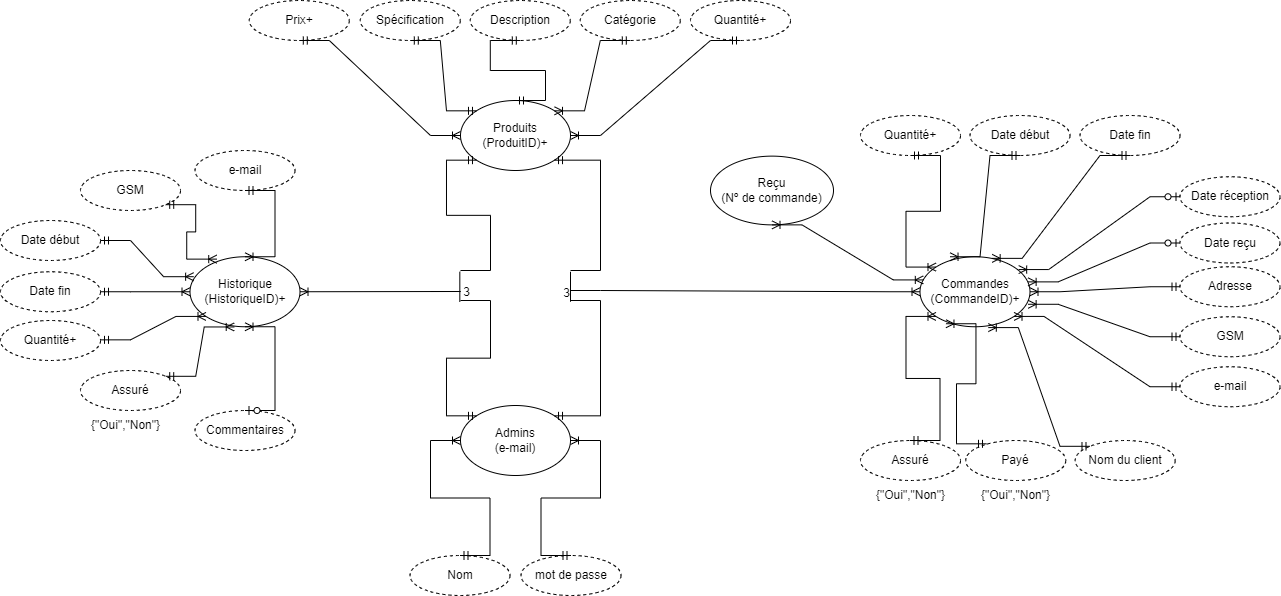 Prix+
Spécification
Description
Catégorie
Quantité+
Produits
(ProduitID)+
Quantité+
Date début
Date fin
e-mail
GSM
Reçu
(N° de commande)
Date réception
Date début
Date reçu
Date fin
Historique
(HistoriqueID)+
3
3
Commandes
(CommandeID)+
Adresse
Quantité+
GSM
Assuré
{"Oui","Non"}
e-mail
Commentaires
Admins
(e-mail)
Assuré
{"Oui","Non"}
Payé
{"Oui","Non"}
Nom du client
Nom
mot de passe